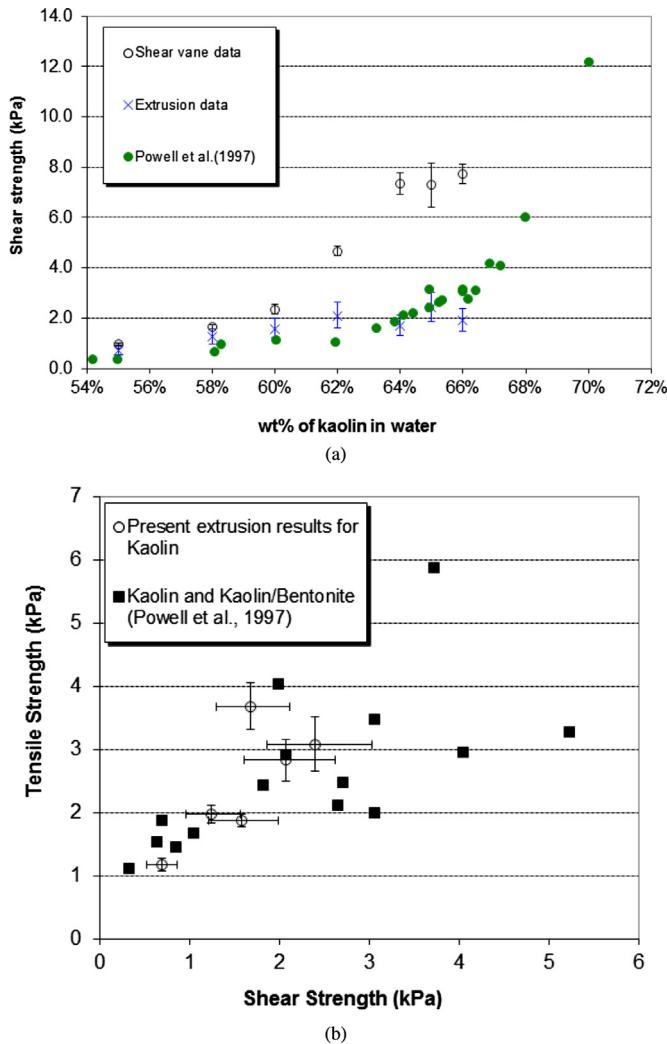 14.0
12.0
10.0
8.0
6.0
4.0
2.0
0.0
Shear strength (kPa)
Shear vane data
Extrusion data
Powell et al.(1997)
54% 56% 58% 60% 62% 64% 66% 68% 70% 72%
wt% of kaolin in water
(a)
7
6
5
4
3
2
1
0
Tensile Strength (kPa)
Present extrusion results for
Kaolin
Kaolin and Kaolin/Bentonite
(Powell et al., 1997)
0 1 2 3 4 5 6
Shear Strength (kPa)
(b)